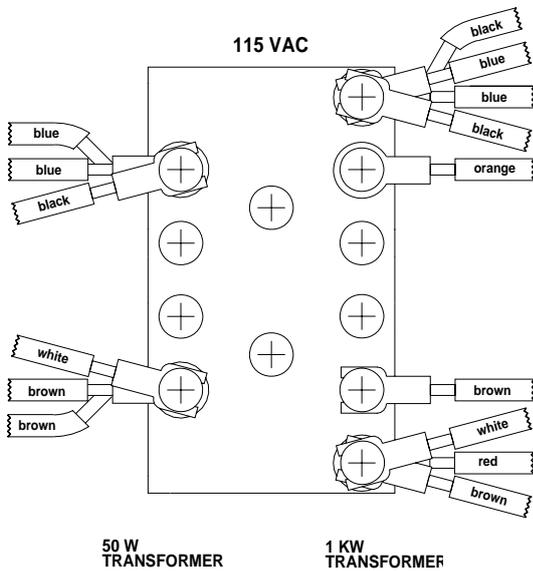 115 VAC
black
blue
blue
black
orange
blue
blue
black
white
brown
brown
brown
white
red
brown
50 W
TRANSFORMER
1 KW
TRANSFORMER